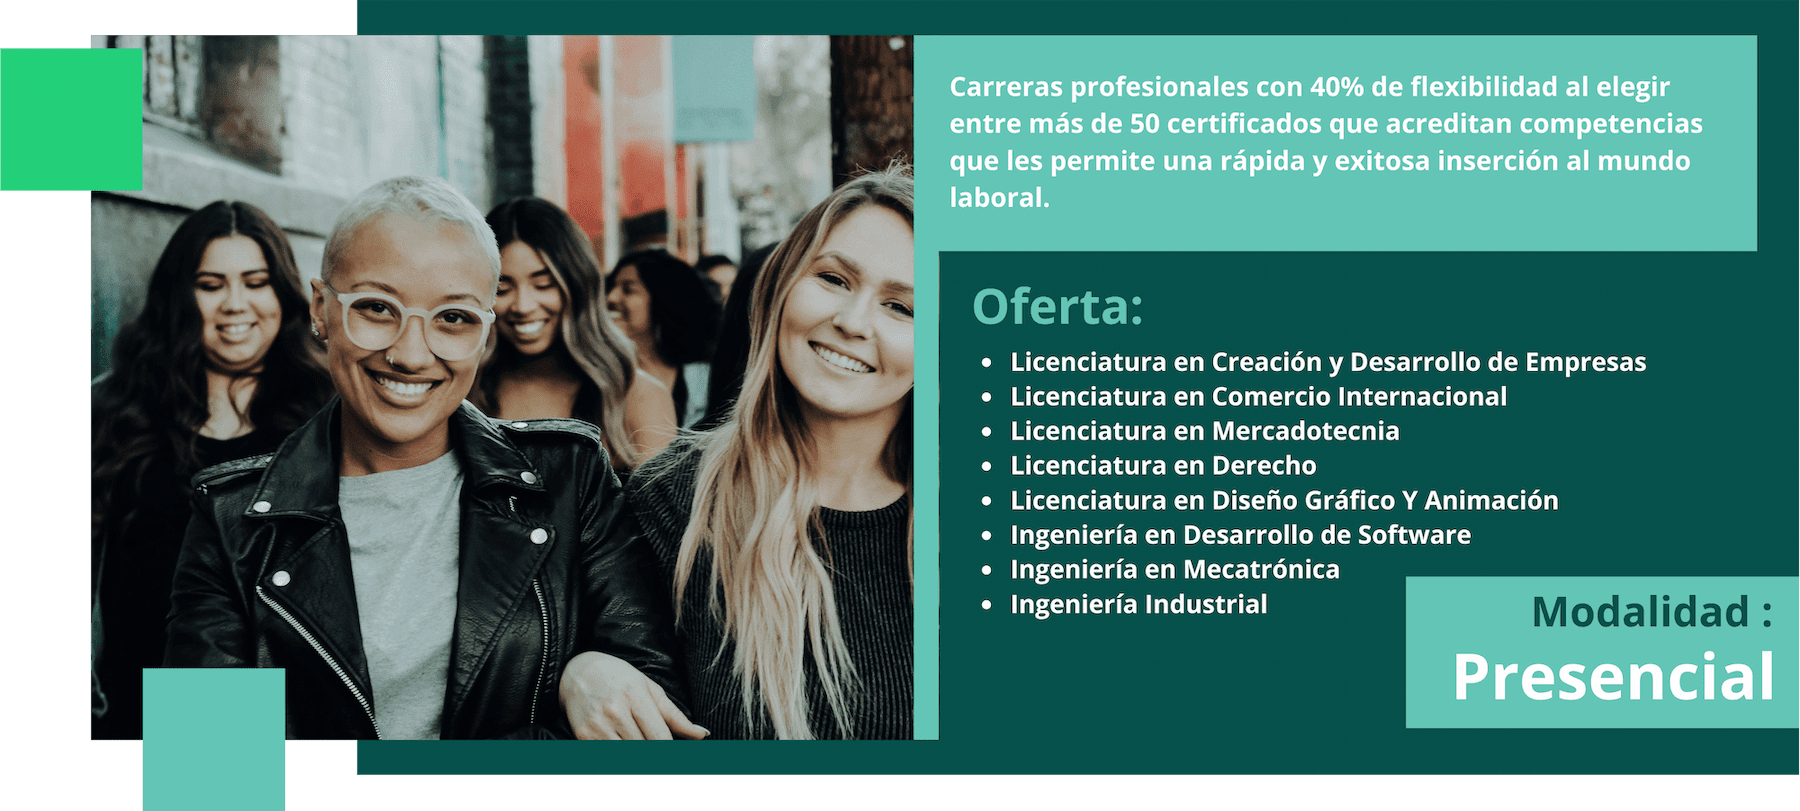 Carreras profesionales con 40% de flexibilidad al elegir
entre más de 50 certificados que acreditan competencias
que les permite una rápida y exitosa inserción al mundo
laboral.
Oferta:
• Licenciatura en Creación y Desarrollo de Empresas
• Licenciatura en Comercio Internacional
• Licenciatura en Mercadotecnia
• Licenciatura en Derecho
• Licenciatura en Diseño Gráfico Y Animación
• Ingeniería en Desarrollo de Software
• Ingeniería en Mecatrónica
• Ingeniería Industrial
Modalidad :
Presencial